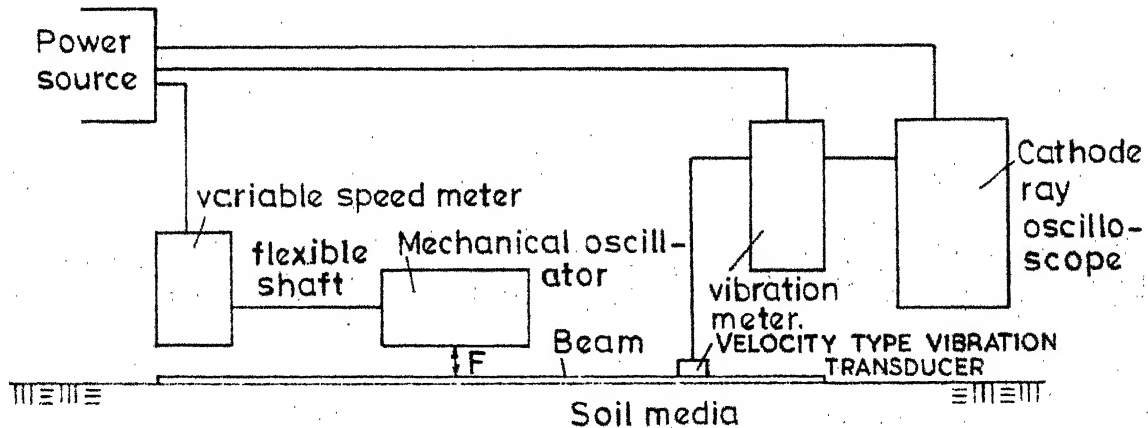 Power
source
variable speed meter
flexible
shaft
Mechanical oscill-
ator
vibration
meter.
Cathode
ray
oscillo-
scope
VELOCITY TYPE VIBRATION
TRANSDUCER
Beam
F
Soil media